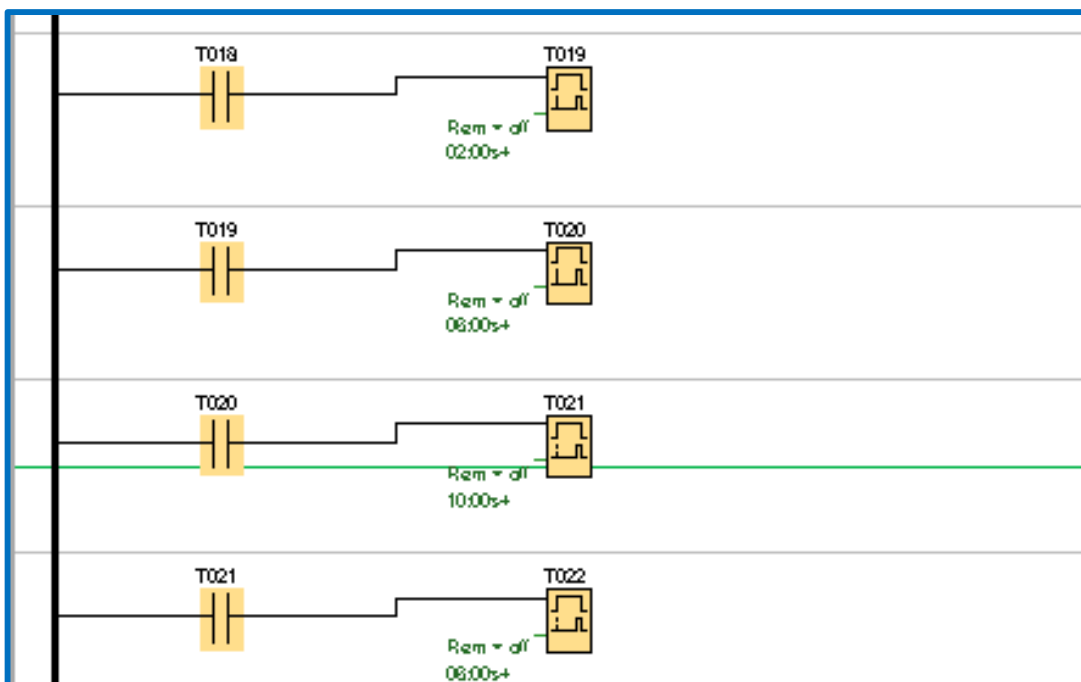 T018 T019
Rem = off
02:00s+
T019 T020
Rem = off
06:00s+
T020 T021
Rem = off
10:00s+
T021 T022
Rem = off
06:00s+